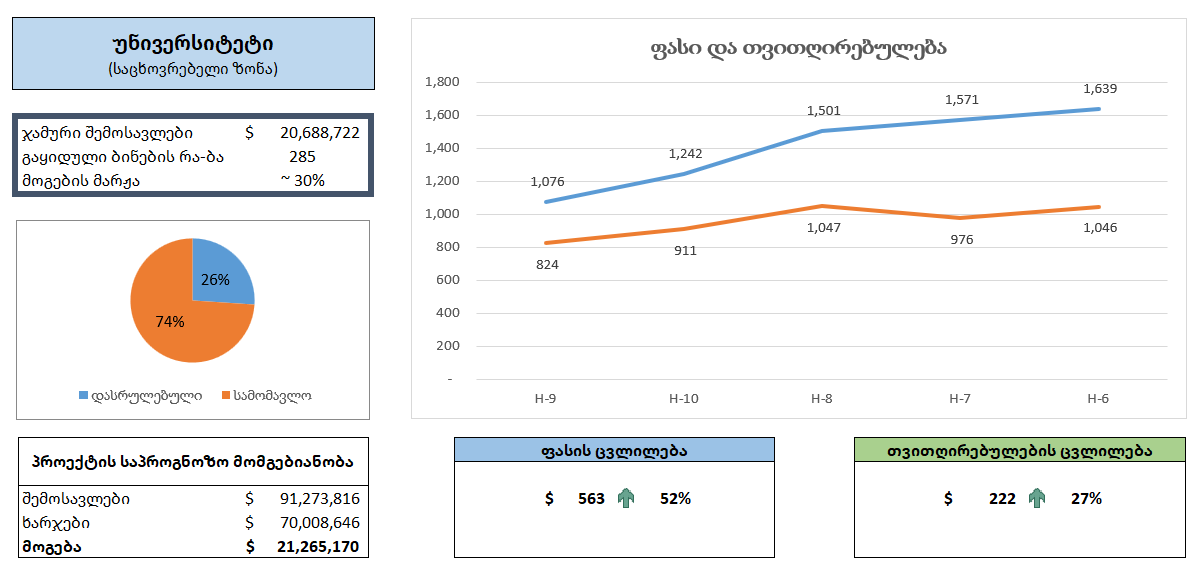 უნივერსიტეტი
(საცხოვრებელი ზონა)
ჯამური შემოსავლები $ 20,688,722
გაყიდული ბინების რა-ბა 285
მოგების მარჟა ~ 30%
26%
74%
დასრულებული სამომავლო
პროექტის საპროგნოზო მომგებიანობა
შემოსავლები $ 91,273,816
ხარჯები $ 70,008,646
მოგება $ 21,265,170
ფასი და თვითღირებულება
1,800
1,600
1,400
1,200
1,000
800
600
400
200
-
1,076
1,242
1,501
1,571
1,639
824
911
1,047
976
1,046
H-9 H-10 H-8 H-7 H-6
ფასის ცვლილება
$ 563 52%
თვითღირებულების ცვლილება
$ 222 27%